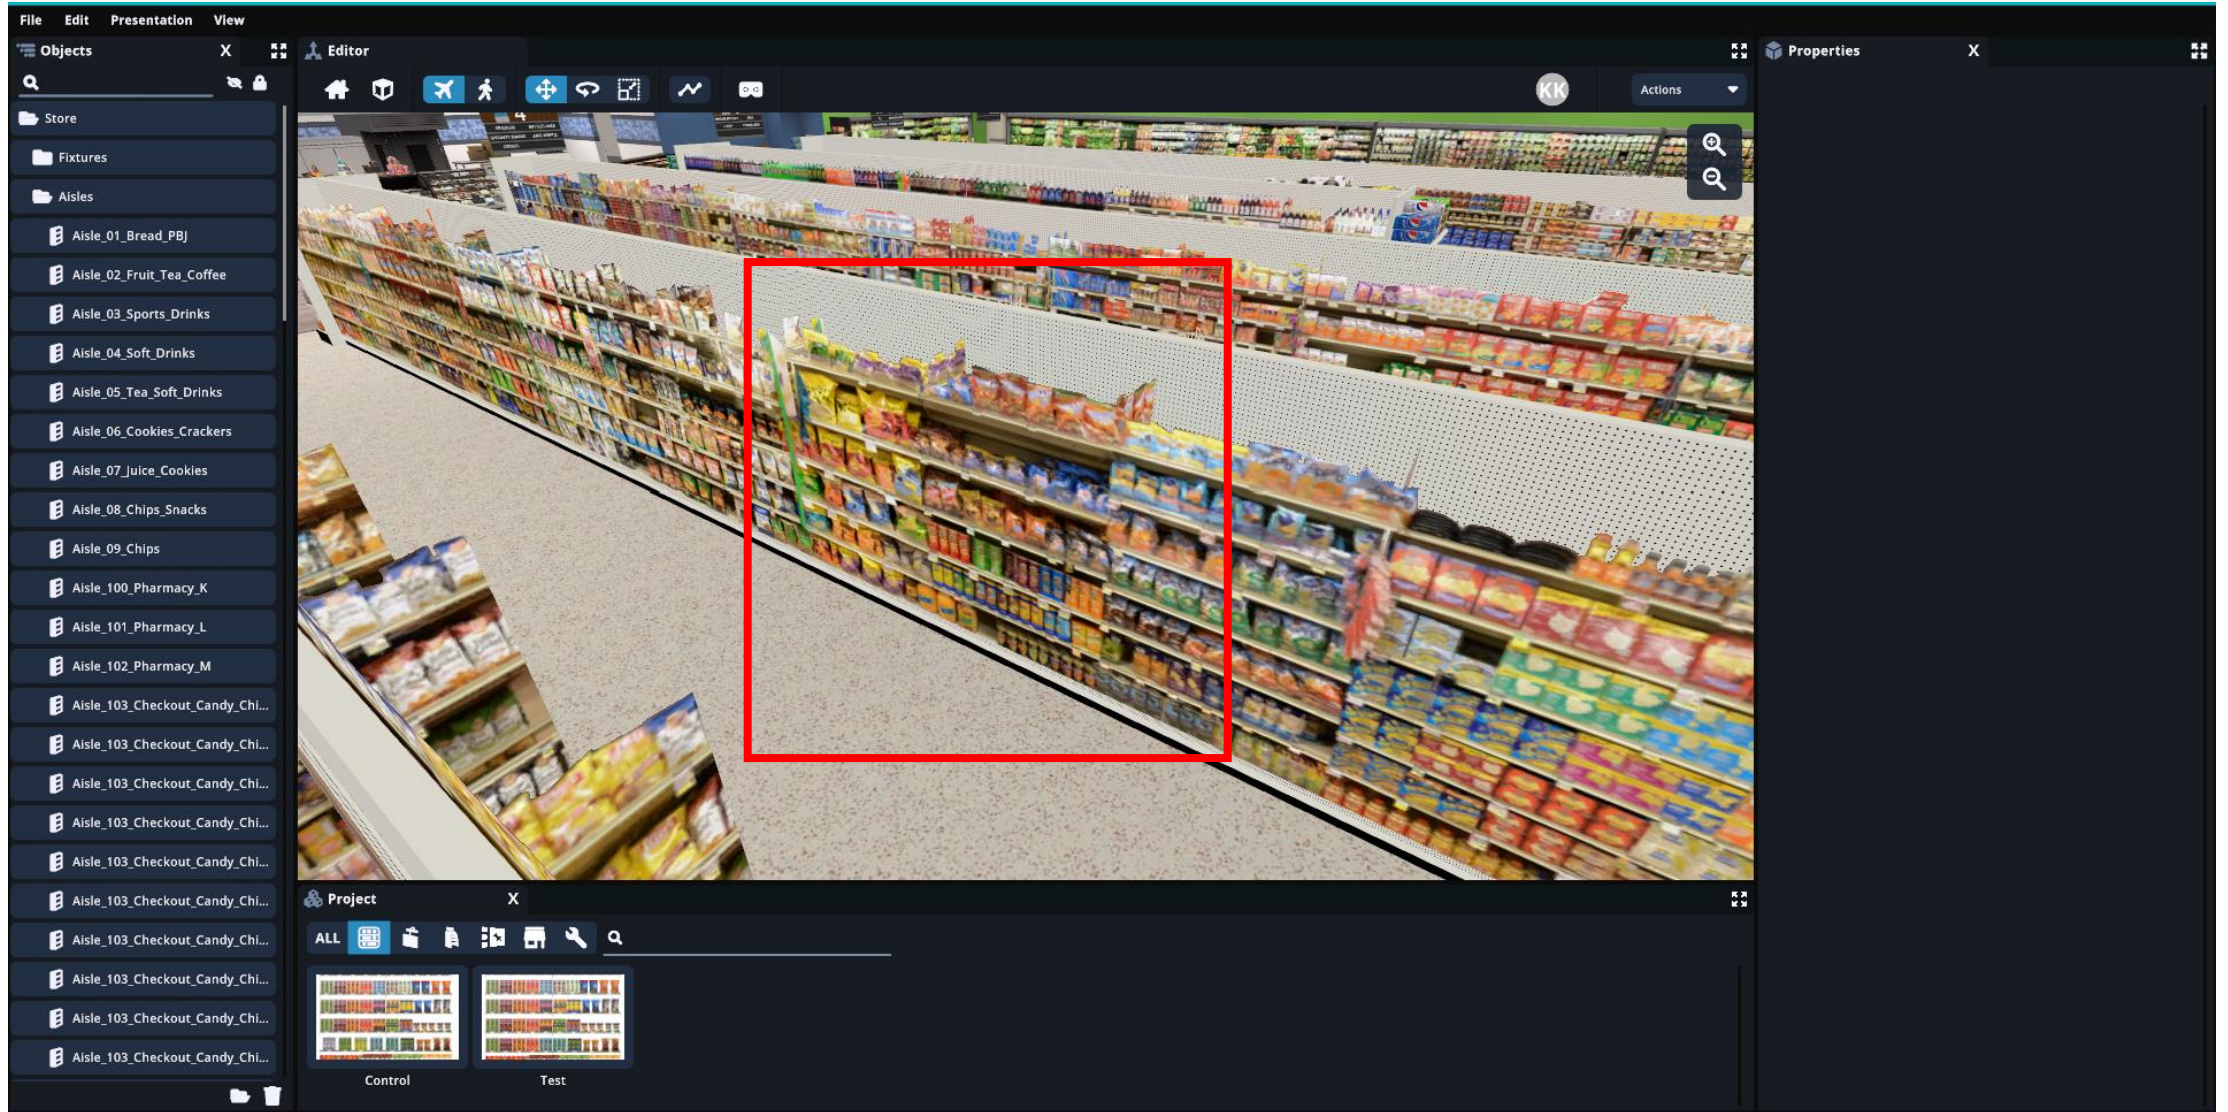 File Edit Presentation View
Objects X
Editor
Properties X
KK
Actions
Store
Fixtures
Aisles
Aisle_01_Bread_PBJ
Aisle_02_Fruit_Tea_Coffee
Aisle_03_Sports_Drinks
Aisle_04_Soft_Drinks
Aisle_05_Tea_Soft_Drinks
Aisle_06_Cookies_Crackers
Aisle_07_Juice_Cookies
Aisle_08_Chips_Snacks
Aisle_09_Chips
Aisle_100_Pharmacy_K
Aisle_101_Pharmacy_L
Aisle_102_Pharmacy_M
Aisle_103_Checkout_Candy_Chi...
Aisle_103_Checkout_Candy_Chi...
Aisle_103_Checkout_Candy_Chi...
Aisle_103_Checkout_Candy_Chi...
Aisle_103_Checkout_Candy_Chi...
Aisle_103_Checkout_Candy_Chi...
Aisle_103_Checkout_Candy_Chi...
Aisle_103_Checkout_Candy_Chi...
Aisle_103_Checkout_Candy_Chi...
Aisle_103_Checkout_Candy_Chi...
4
Project X
ALL
Control
Test